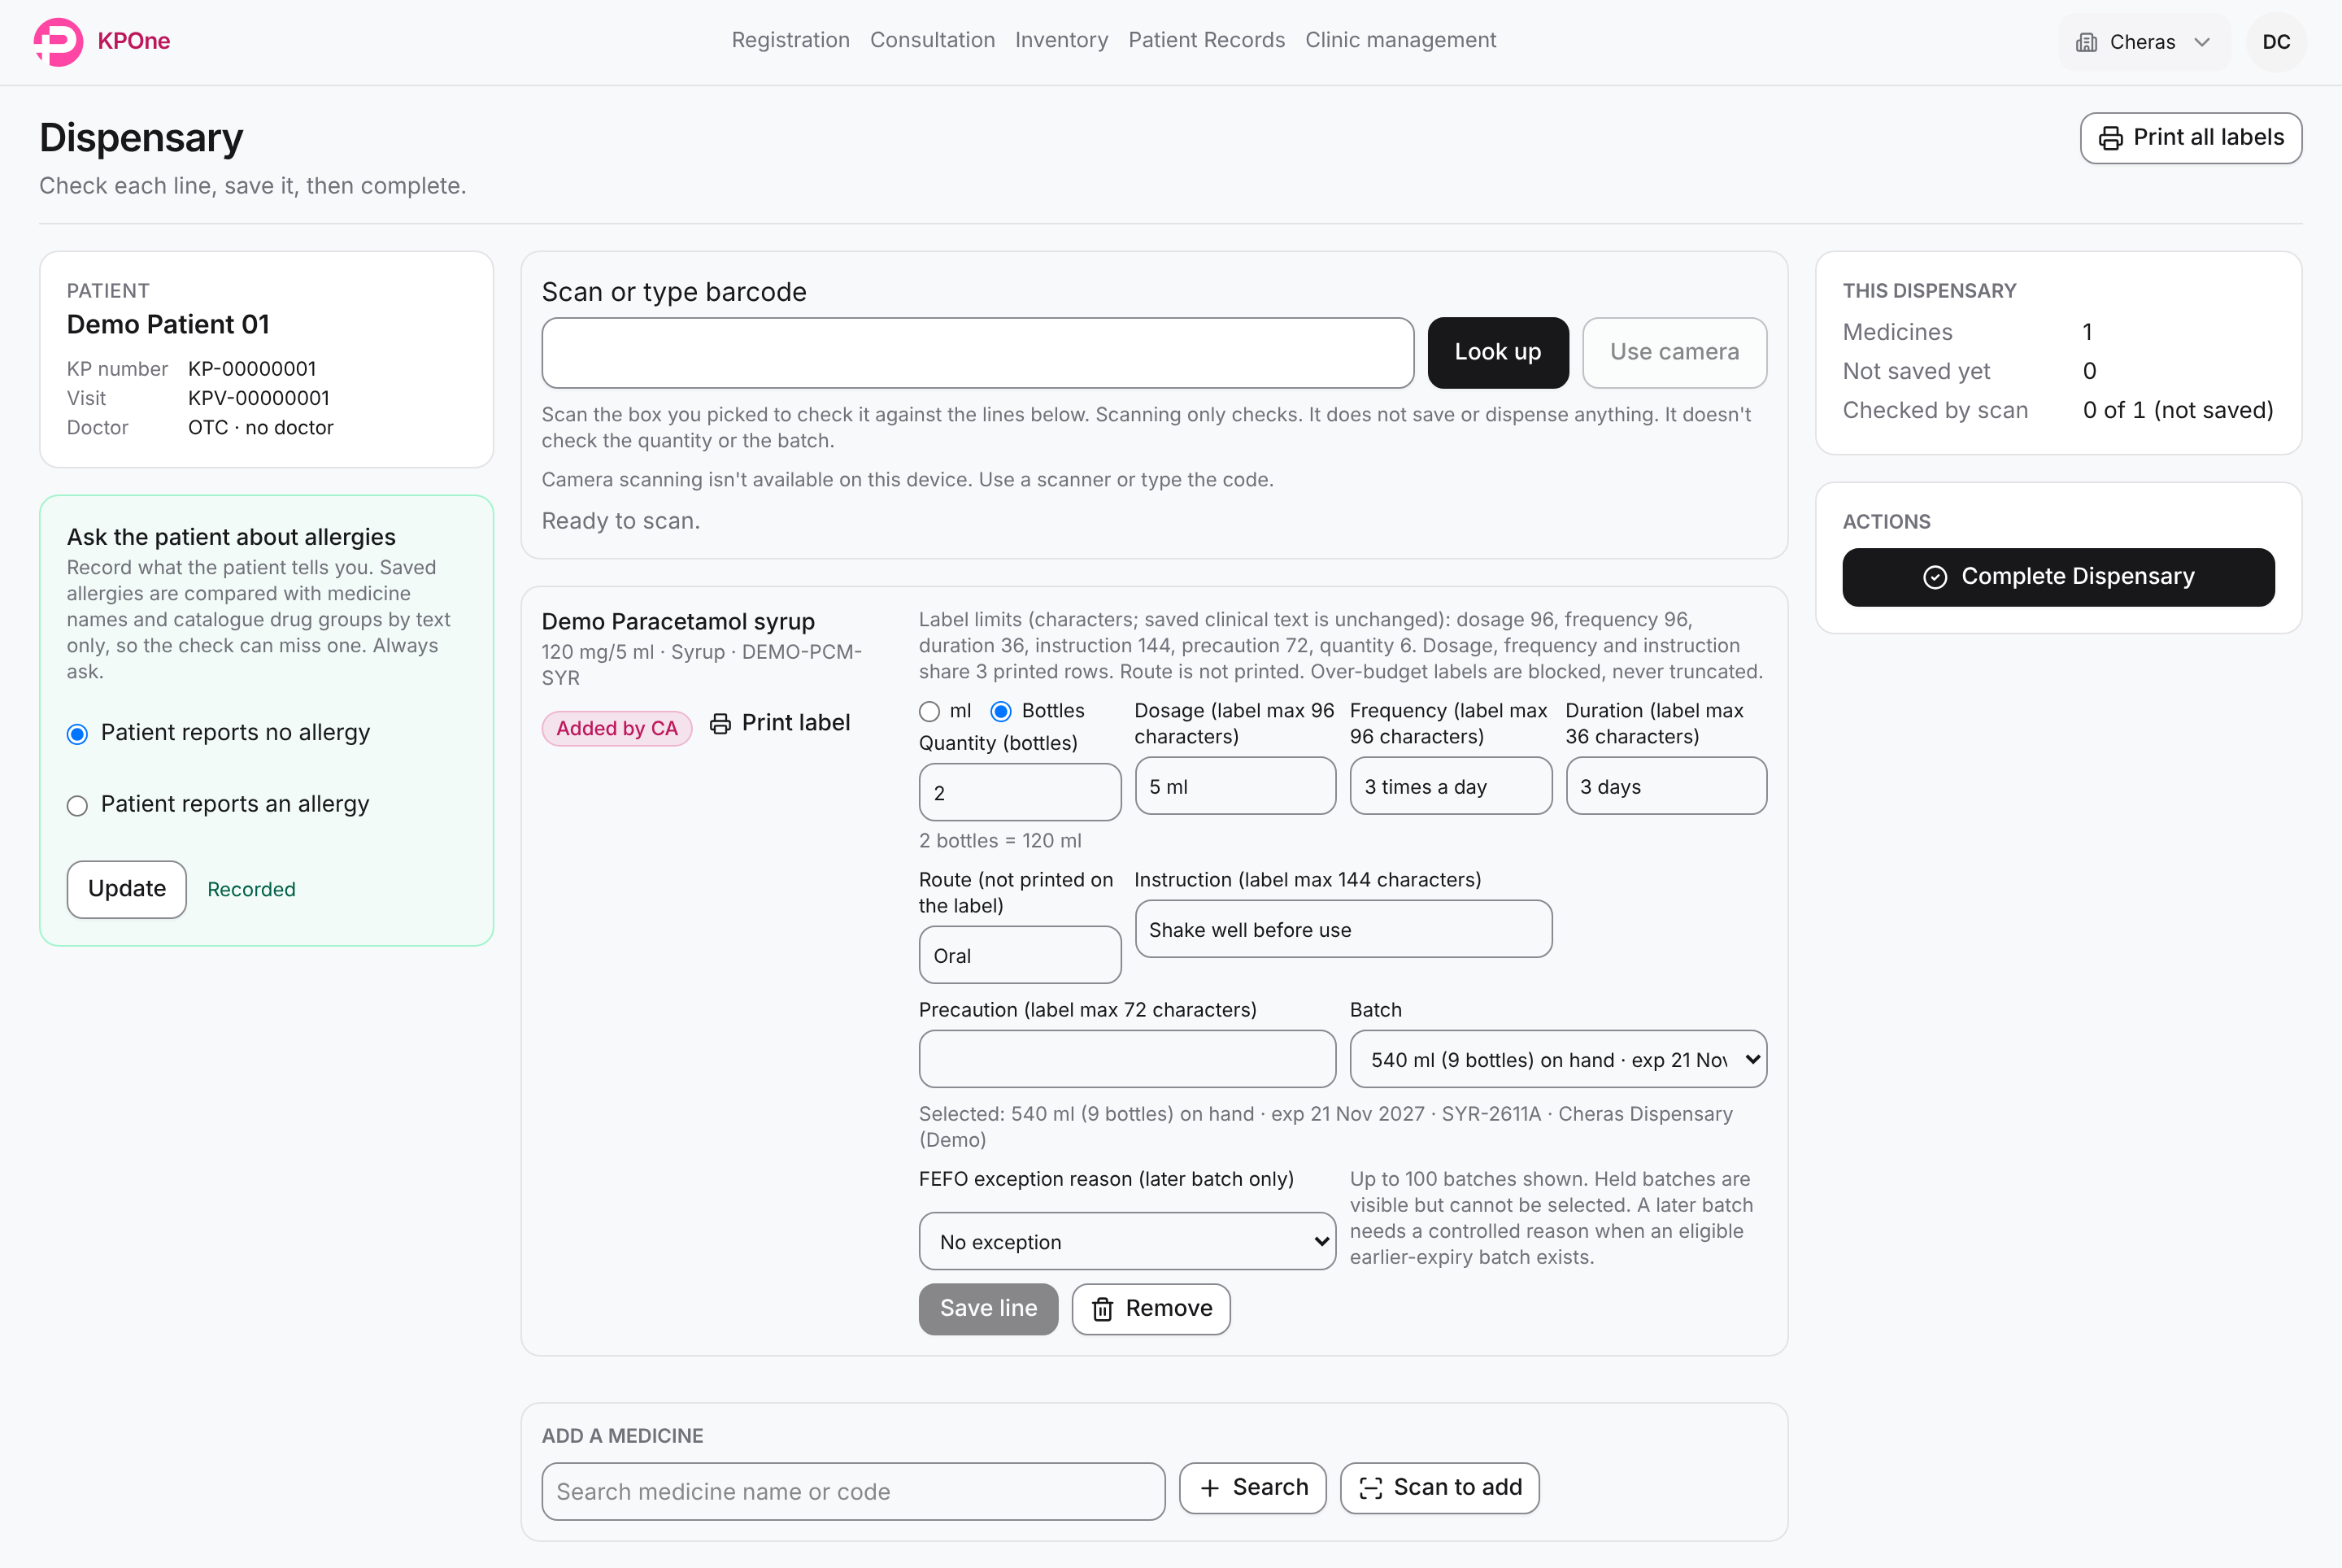 KPOne
Registration
Consultation
Inventory
Patient Records
Clinic management
Cheras
DC
Dispensary
Check each line, save it, then complete.
Print all labels
PATIENT
Demo Patient 01
KP number KP-00000001
Visit KPV-00000001
Doctor OTC · no doctor
Ask the patient about allergies
Record what the patient tells you. Saved
allergies are compared with medicine
names and catalogue drug groups by text
only, so the check can miss one. Always
ask.
Patient reports no allergy
Patient reports an allergy
Update
Recorded
Scan or type barcode
Look up
Use camera
Scan the box you picked to check it against the lines below. Scanning only checks. It does not save or dispense anything. It doesn't
check the quantity or the batch.
Camera scanning isn't available on this device. Use a scanner or type the code.
Ready to scan.
Demo Paracetamol syrup
120 mg/5 ml · Syrup · DEMO-PCM-
SYR
Added by CA
Print label
Label limits (characters; saved clinical text is unchanged): dosage 96, frequency 96,
duration 36, instruction 144, precaution 72, quantity 6. Dosage, frequency and instruction
share 3 printed rows. Route is not printed. Over-budget labels are blocked, never truncated.
ml
Bottles
Quantity (bottles)
2
2 bottles = 120 ml
Dosage (label max 96
characters)
5 ml
Frequency (label max
96 characters)
3 times a day
Duration (label max
36 characters)
3 days
Route (not printed on
the label)
Oral
Instruction (label max 144 characters)
Shake well before use
Precaution (label max 72 characters)
Batch
540 ml (9 bottles) on hand · exp 21 Nov
Selected: 540 ml (9 bottles) on hand · exp 21 Nov 2027 · SYR-2611A · Cheras Dispensary
(Demo)
FEFO exception reason (later batch only)
No exception
Up to 100 batches shown. Held batches are
visible but cannot be selected. A later batch
needs a controlled reason when an eligible
earlier-expiry batch exists.
Save line
Remove
ADD A MEDICINE
Search medicine name or code
Search
Scan to add
THIS DISPENSARY
Medicines 1
Not saved yet 0
Checked by scan 0 of 1 (not saved)
ACTIONS
Complete Dispensary